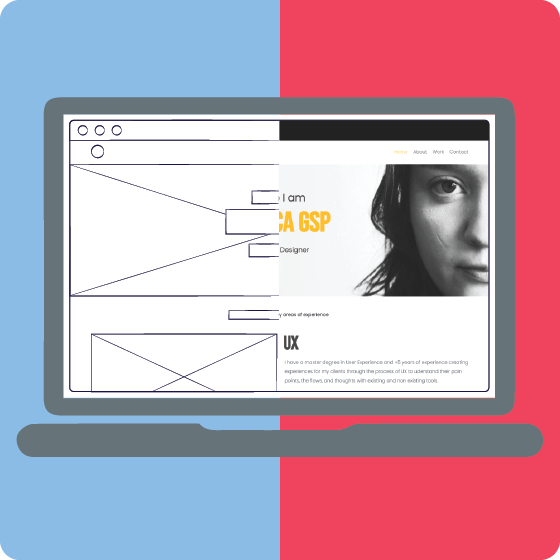 Home About Work Contact
I am
CA GSP
Designer
y areas of experience
UX
I have a master degree in User Experience and +5 years of experience creating
experiences for my clients through the process of UX to uderstand their pain
points, the flows, and thoughts with existing and non existing tools.